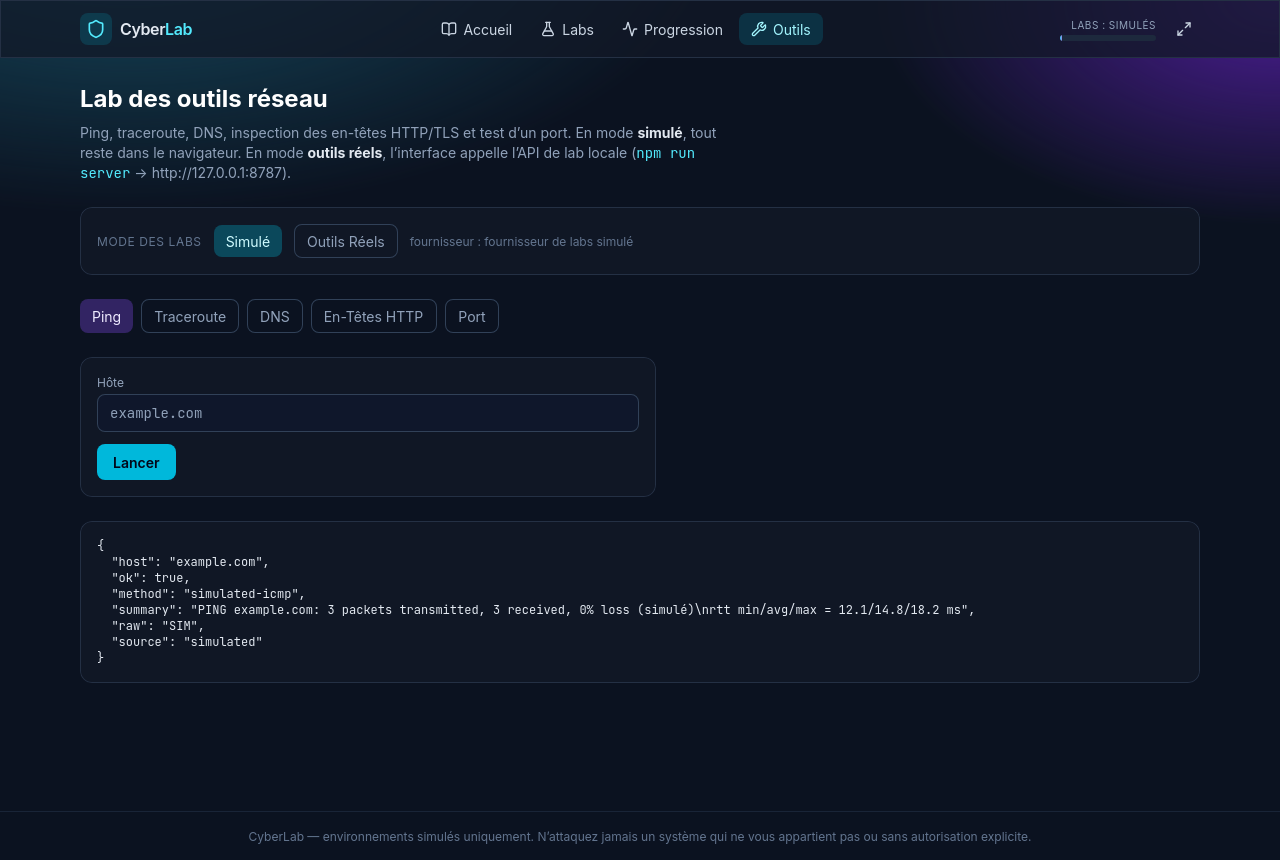 CyberLab
Accueil
Labs
Progression
Outils
LABS : SIMULÉS
Lab des outils réseau
Ping, traceroute, DNS, inspection des en-têtes HTTP/TLS et test d’un port. En mode simulé, tout
reste dans le navigateur. En mode outils réels, l’interface appelle l’API de lab locale (npm run
server → http://127.0.0.1:8787).
MODE DES LABS
Simulé
Outils Réels
fournisseur : fournisseur de labs simulé
Ping
Traceroute
DNS
En-Têtes HTTP
Port
Hôte
example.com
Lancer
{
  "host": "example.com",
  "ok": true,
  "method": "simulated-icmp",
  "summary": "PING example.com: 3 packets transmitted, 3 received, 0% loss (simulé)\nrtt min/avg/max = 12.1/14.8/18.2 ms",
  "raw": "SIM",
  "source": "simulated"
}
CyberLab — environnements simulés uniquement. N’attaquez jamais un système qui ne vous appartient pas ou sans autorisation explicite.